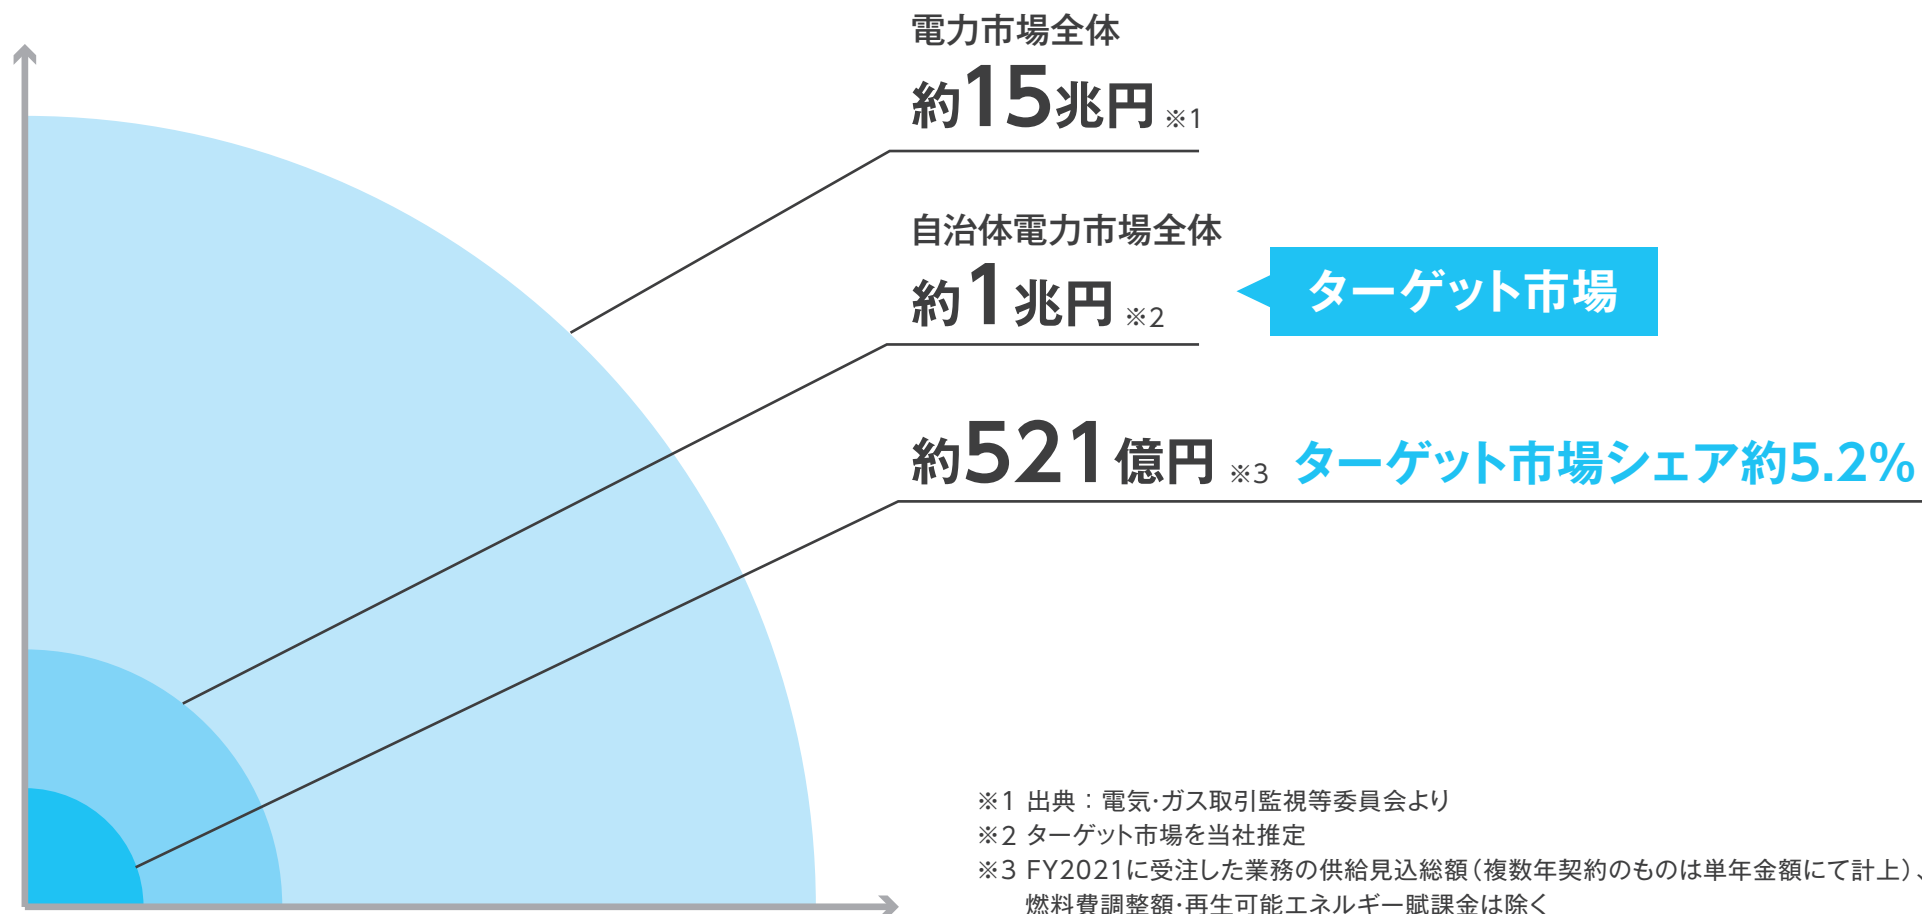 電力市場全体
約15兆円 ※1
自治体電力市場全体
約1兆円 ※2
ターゲット市場
約521億円 ※3 ターゲット市場シェア約5.2%
※1 出典：電気・ガス取引監視等委員会より
※2 ターゲット市場を当社推定
※3 FY2021に受注した業務の供給見込総額（複数年契約のものは単年金額にて計上）、
燃料費調整額・再生可能エネルギー賦課金は除く